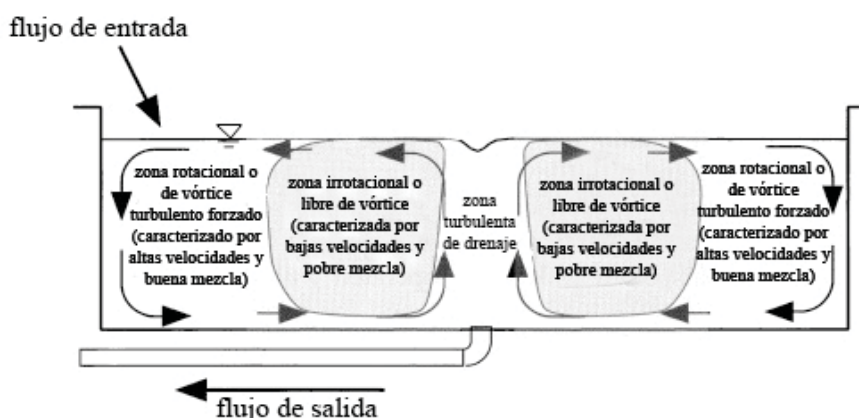 flujo de entrada
zona rotacional o
de vórtice
turbulento forzado
(caracterizado por
altas velocidades y
buena mezcla)
zona irrotacional o
libre de vórtice
(caracterizada por
bajas velocidades y
pobre mezcla)
zona
turbulenta
de drenaje
zona irrotacional o
libre de vórtice
(caracterizada por
bajas velocidades y
pobre mezcla)
zona rotacional o
de vórtice
turbulento forzado
(caracterizado por
altas velocidades y
buena mezcla)
flujo de salida